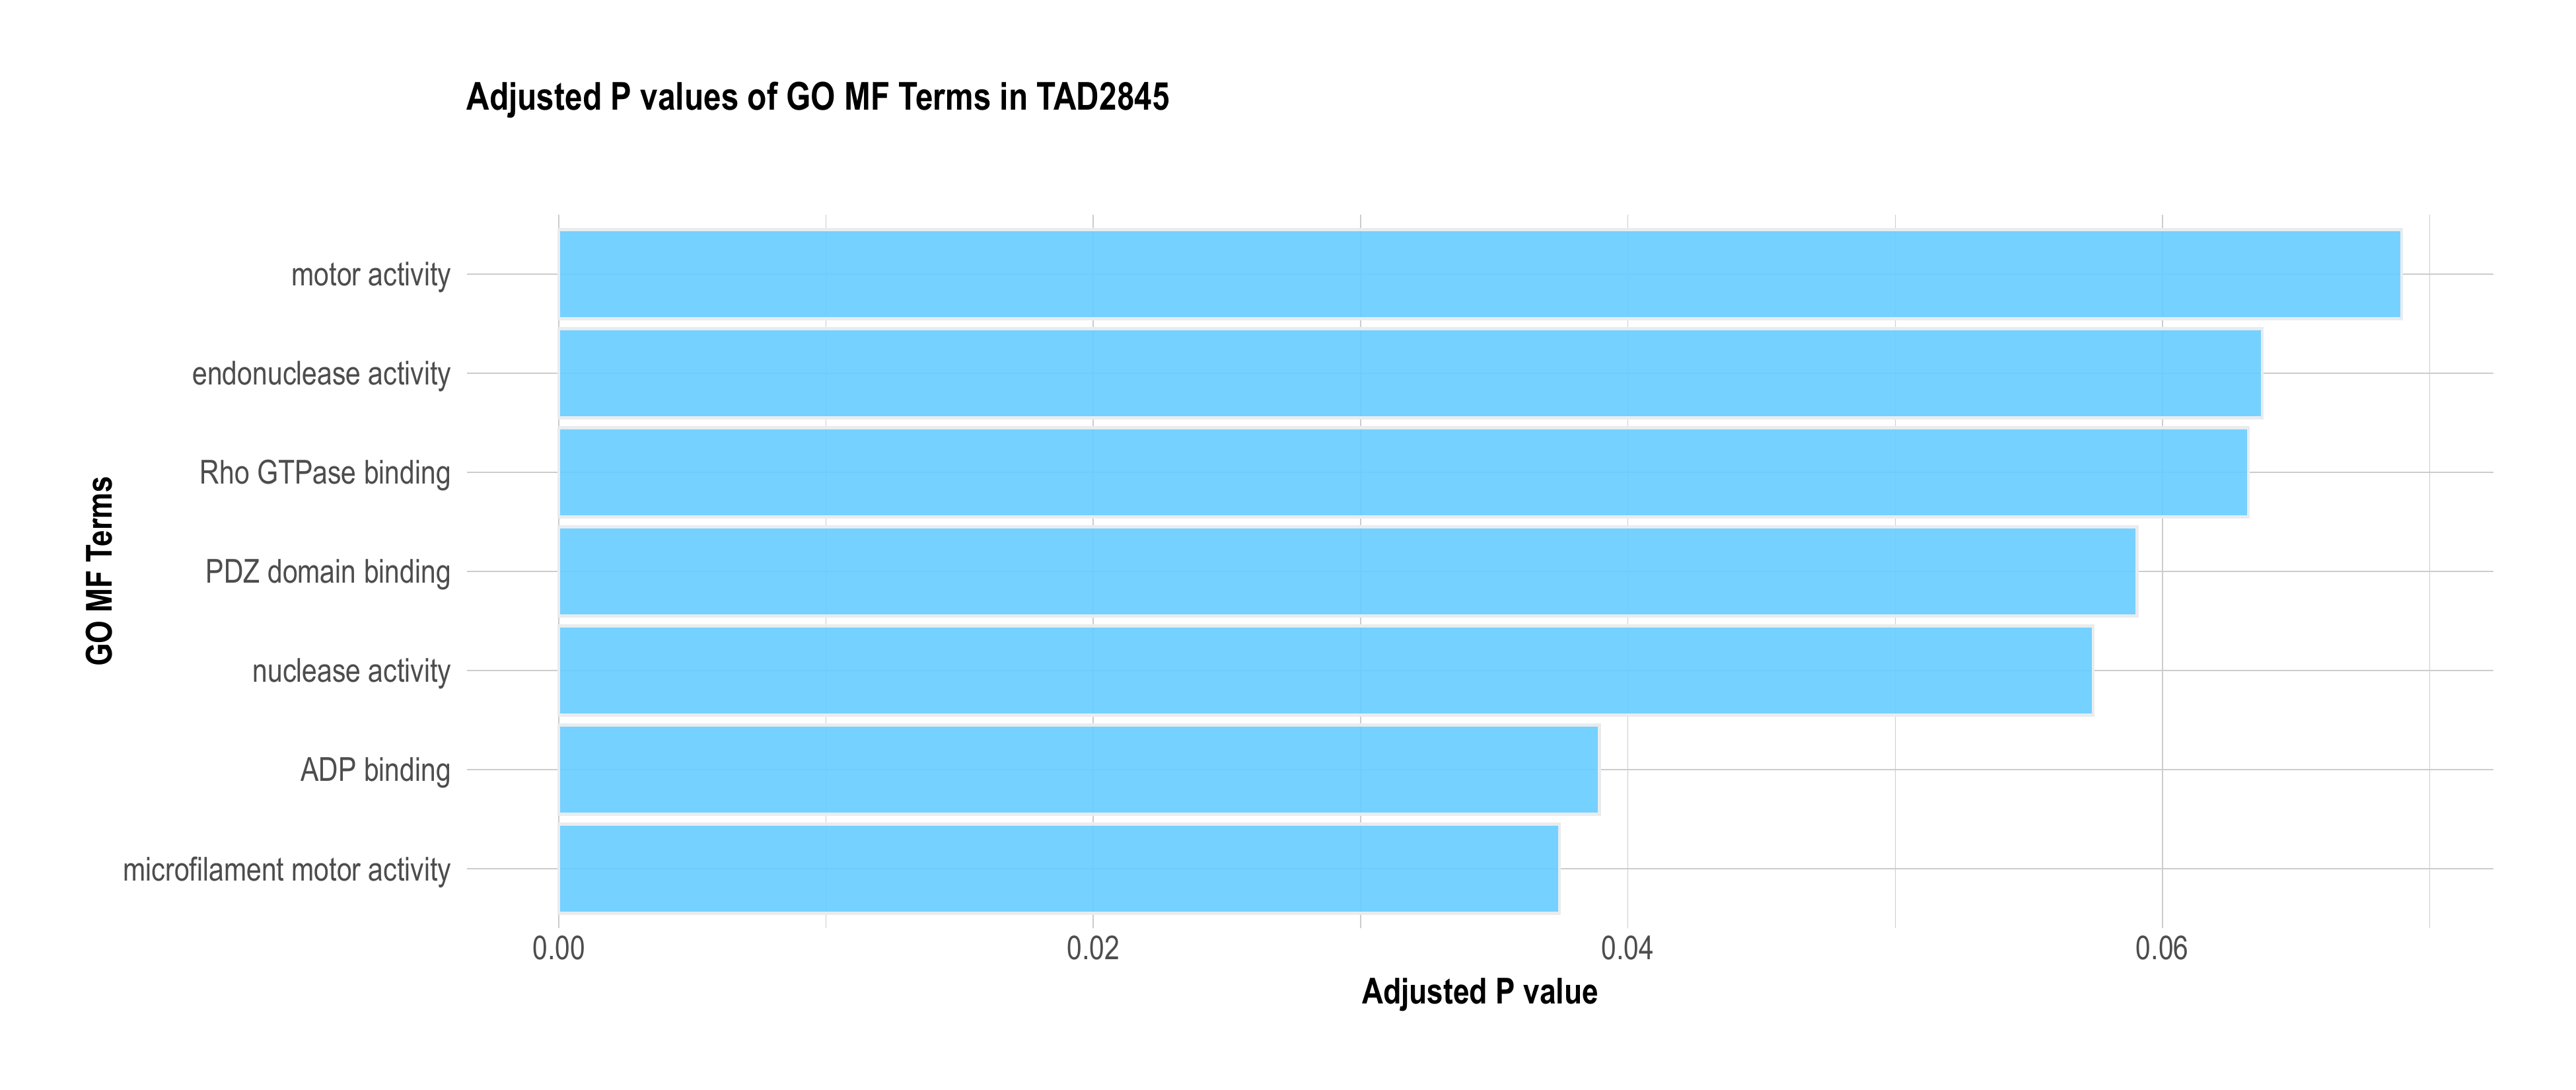 Adjusted P values of GO MF Terms in TAD2845
GO MF Terms
motor activity
endonuclease activity
Rho GTPase binding
PDZ domain binding
nuclease activity
ADP binding
microfilament motor activity
0.00
0.02
0.04
0.06
Adjusted P value